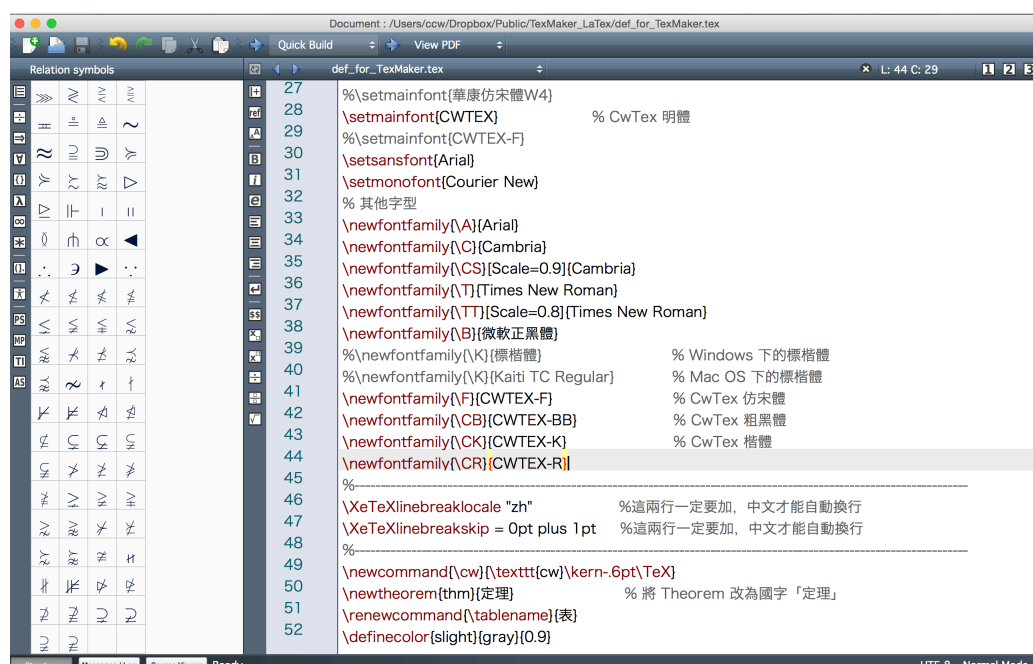 Document : /Users/ccw/Dropbox/Public/TexMaker_LaTex/def_for_TexMaker.tex
Quick Build
View PDF
Relation symbols
def_for_TexMaker.tex
L: 44 C: 29
1 2 3
27 %\setmainfont{華康仿宋體W4}
28 \setmainfont{CWTEX} % CwTex 明體
29 %\setmainfont{CWTEX-F}
30 \setsansfont{Arial}
31 \setmonofont{Courier New}
32 % 其他字型
33 \newfontfamily{\A}{Arial}
34 \newfontfamily{\C}{Cambria}
35 \newfontfamily{\CS}[Scale=0.9]{Cambria}
36 \newfontfamily{\T}{Times New Roman}
37 \newfontfamily{\TT}[Scale=0.8]{Times New Roman}
38 \newfontfamily{\B}{微軟正黑體}
39 %\newfontfamily{\K}{標楷體} % Windows 下的標楷體
40 %\newfontfamily{\K}{Kaiti TC Regular} % Mac OS 下的標楷體
41 \newfontfamily{\F}{CWTEX-F} % CwTex 仿宋體
42 \newfontfamily{\CB}{CWTEX-BB} % CwTex 粗黑體
43 \newfontfamily{\CK}{CWTEX-K} % CwTex 楷體
44 \newfontfamily{\CR}{CWTEX-R}
45 %--------------------------------------------------
46 \XeTeXlinebreaklocale "zh" %這兩行一定要加，中文才能自動換行
47 \XeTeXlinebreakskip = 0pt plus 1pt %這兩行一定要加，中文才能自動換行
48 %--------------------------------------------------
49 \newcommand{\cw}{\texttt{cw}\kern-.6pt\TeX}
50 \newtheorem{thm}{定理} % 將 Theorem 改為國字「定理」
51 \renewcommand{\tablename}{表}
52 \definecolor{slight}{gray}{0.9}